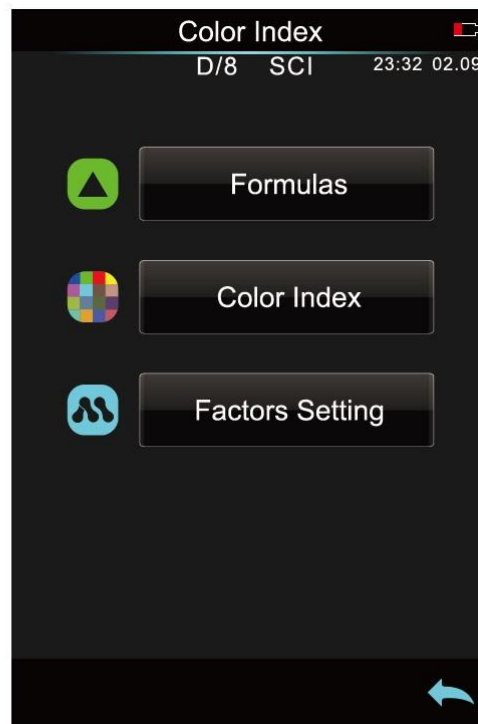 Color Index
D/8 SCI 23:32 02.09
Formulas
Color Index
Factors Setting